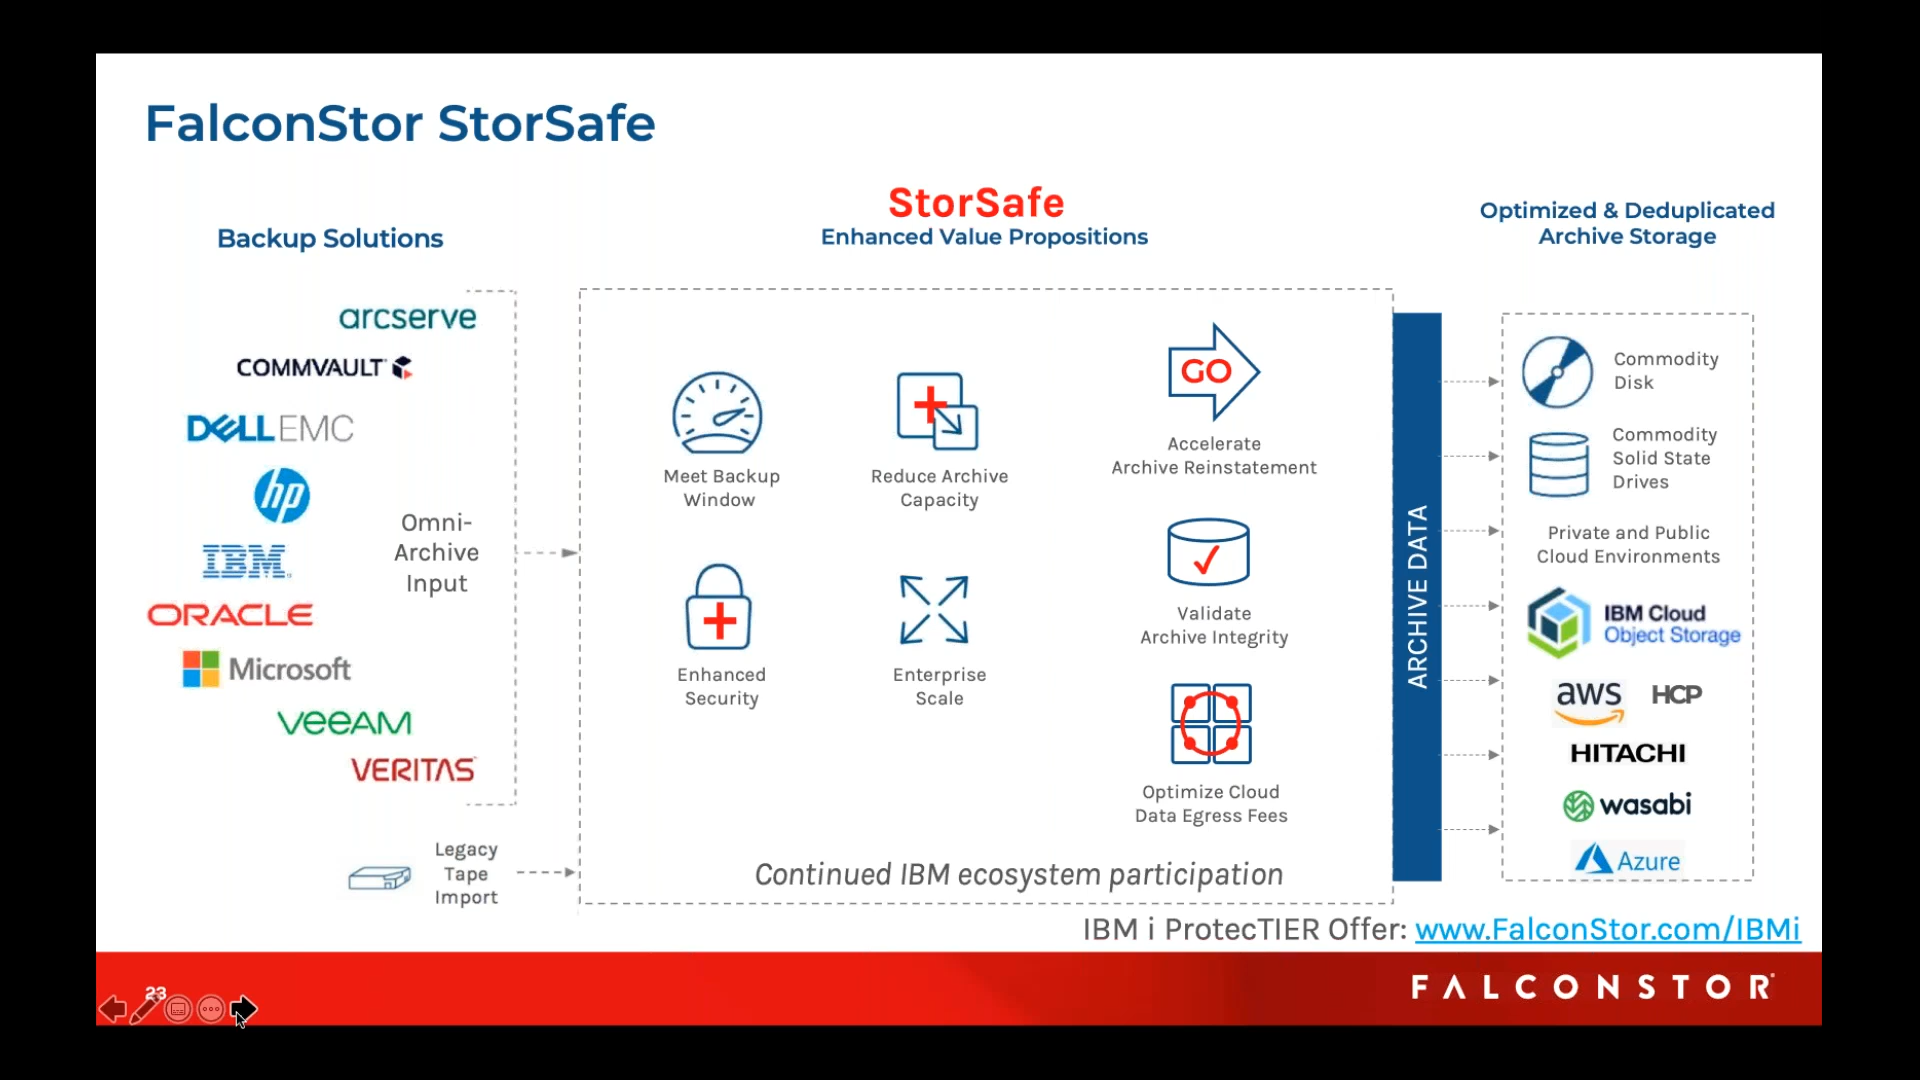 FalconStor StorSafe
Backup Solutions
arcserve
COMMVAULT
DELLEMC
hp
IBM
ORACLE
Microsoft
veeAM
VERITAS
Omni-
Archive
Input
Legacy
Tape
Import
StorSafe
Enhanced Value Propositions
Meet Backup
Window
Reduce Archive
Capacity
GO
Accelerate
Archive Reinstatement
Enhanced
Security
Enterprise
Scale
Validate
Archive Integrity
Optimize Cloud
Data Egress Fees
Continued IBM ecosystem participation
ARCHIVE DATA
Optimized & Deduplicated
Archive Storage
Commodity
Disk
Commodity
Solid State
Drives
Private and Public
Cloud Environments
IBM Cloud
Object Storage
aws HCP
HITACHI
wasabi
Azure
IBM i ProtecTIER Offer: www.FalconStor.com/IBMi
23
FALCONSTOR